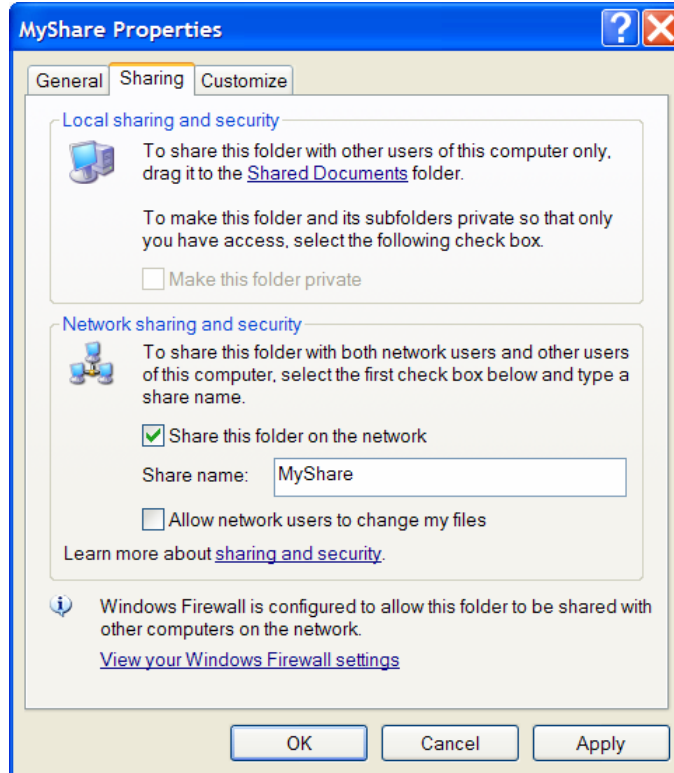 MyShare Properties
General Sharing Customize
Local sharing and security
To share this folder with other users of this computer only,
drag it to the Shared Documents folder.
To make this folder and its subfolders private so that only
you have access, select the following check box.
Make this folder private
Network sharing and security
To share this folder with both network users and other users
of this computer, select the first check box below and type a
share name.
Share this folder on the network
Share name: MyShare
Allow network users to change my files
Learn more about sharing and security.
Windows Firewall is configured to allow this folder to be shared with
other computers on the network.
View your Windows Firewall settings
OK Cancel Apply